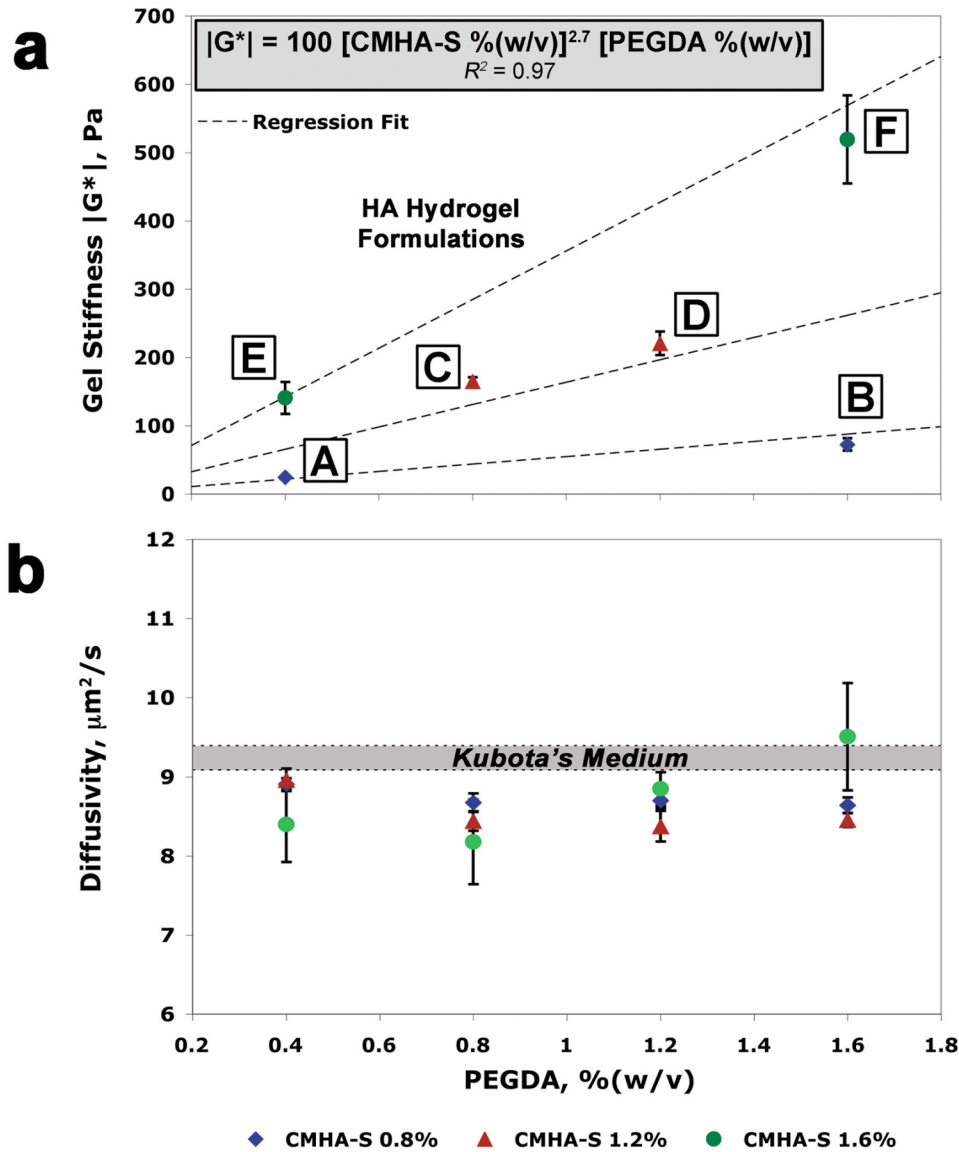 a
|G*| = 100 [CMHA-S %(w/v)]^2.7 [PEGDA %(w/v)]
R² = 0.97
Regression Fit
HA Hydrogel
Formulations
Gel Stiffness |G*|, Pa
700
600
500
400
300
200
100
0
A
B
C
D
E
F
b
Diffusivity, μm²/s
12
11
10
9
8
7
6
Kubota's Medium
0.2 0.4 0.6 0.8 1 1.2 1.4 1.6 1.8
PEGDA, %(w/v)
CMHA-S 0.8% CMHA-S 1.2% CMHA-S 1.6%